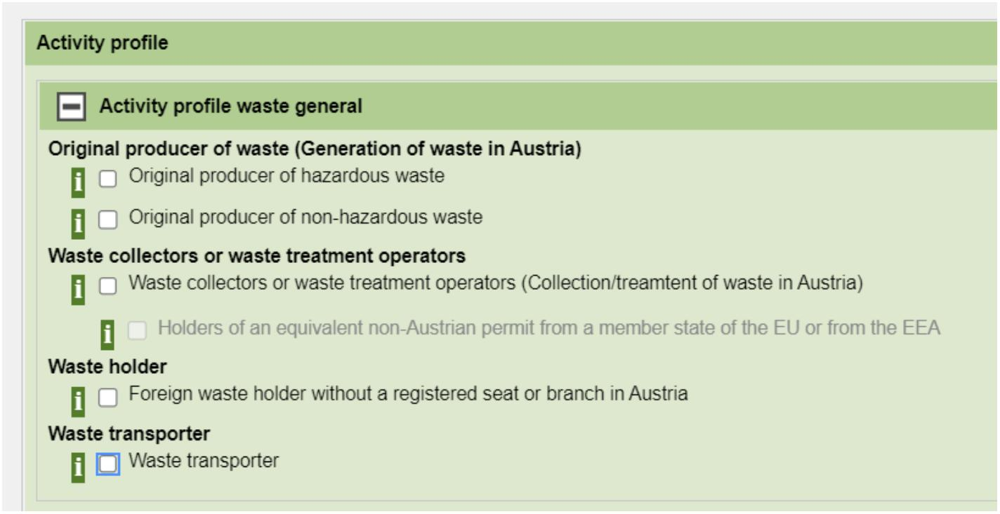 Activity profile
Activity profile waste general
Original producer of waste (Generation of waste in Austria)
i Original producer of hazardous waste
i Original producer of non-hazardous waste
Waste collectors or waste treatment operators
i Waste collectors or waste treatment operators (Collection/treamtent of waste in Austria)
i Holders of an equivalent non-Austrian permit from a member state of the EU or from the EEA
Waste holder
i Foreign waste holder without a registered seat or branch in Austria
Waste transporter
i Waste transporter